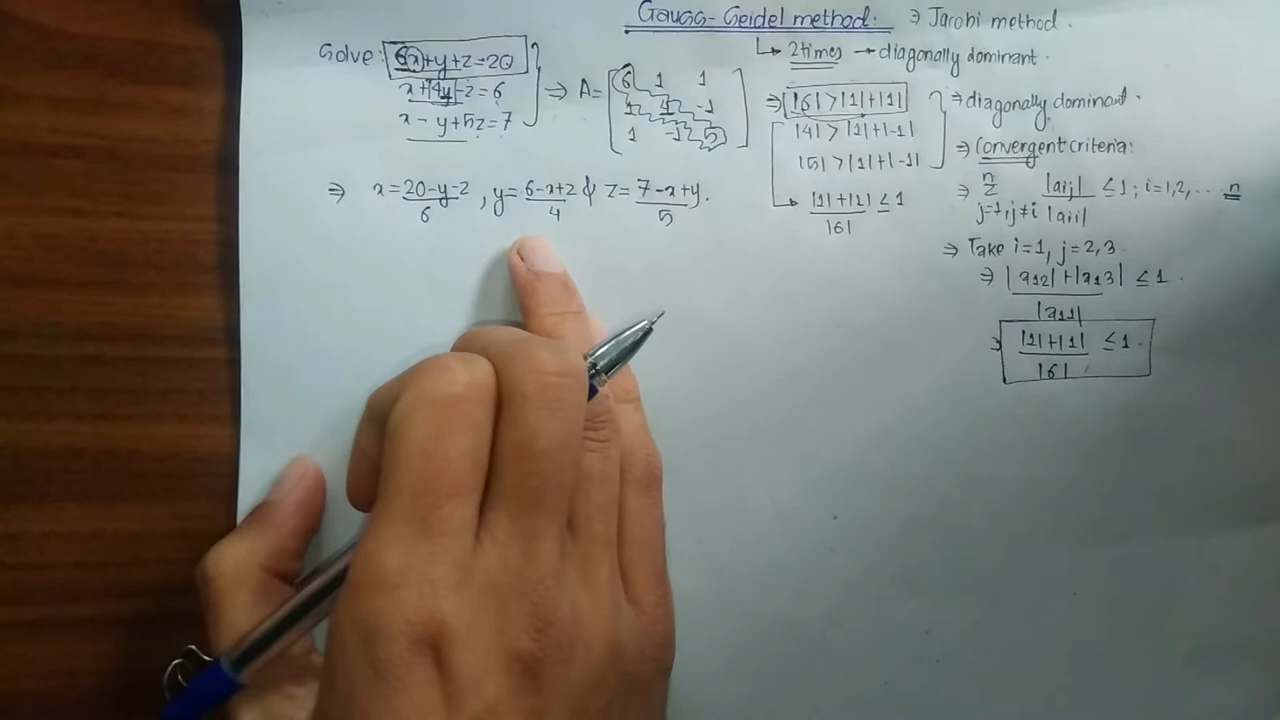 Gauss-Seidel method: ⇒ Jacobi method.
↳ 2times → diagonally dominant.
Solve: 6x+y+z=20
x+4y-z=6
x-y+5z=7
⇒ A= [6 1 1
1 4 -1
1 -1 5]
⇒ |6|>|1|+|1|
|4|>|1|+|-1|
|5|>|1|+|-1|
⇒ diagonally dominant.
|1|+|1| ≤ 1
|6|
⇒ convergent criteria:
⇒ n Σ j=1, j≠i |aij| / |aii| ≤ 1; i=1,2,... n
⇒ Take i=1, j=2,3.
⇒ |a12|+|a13| ≤ 1.
|a11|
⇒ |1|+|1| ≤ 1.
|6|
⇒ x=20-y-z/6, y=6-x+z/4 & z=7-x+y/5.